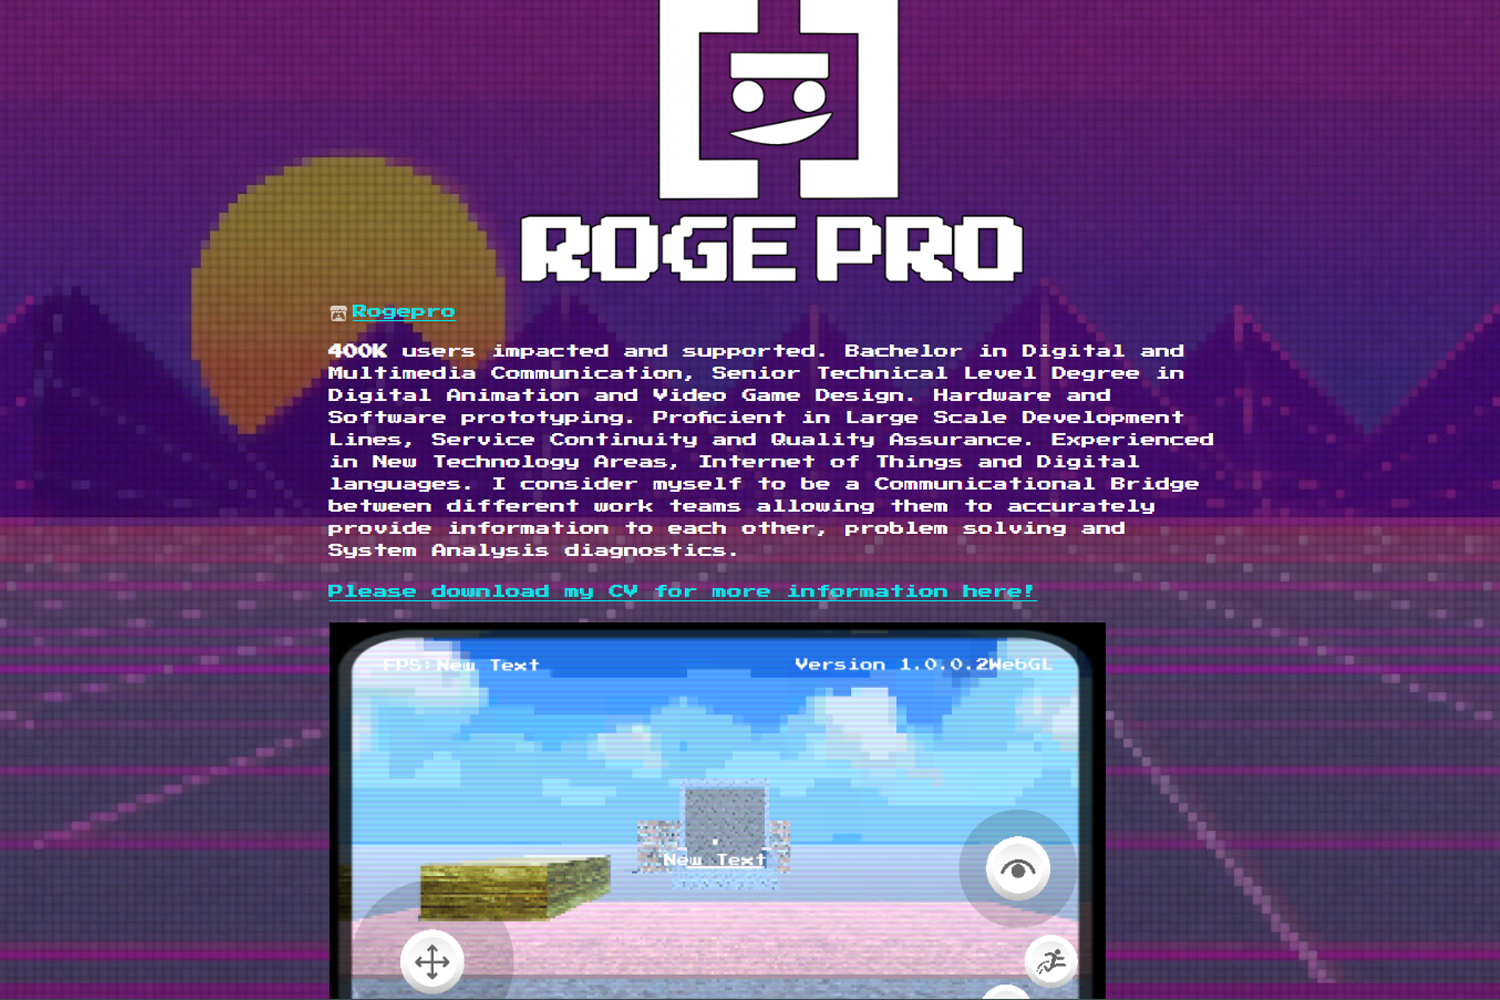 ROGE PRO
Rogepro
400K users impacted and supported. Bachelor in Digital and
Multimedia Communication, Senior Technical Level Degree in
Digital Animation and Video Game Design. Hardware and
Software prototyping. Proficient in Large Scale Development
Lines, Service Continuity and Quality Assurance. Experienced
in New Technology Areas, Internet of Things and Digital
languages. I consider myself to be a Communicational Bridge
between different work teams allowing them to accurately
provide information to each other, problem solving and
System Analysis diagnostics.
Please download my CV for more information here!
FPS:New Text
Version 1.0.0.2WebGL
New Text